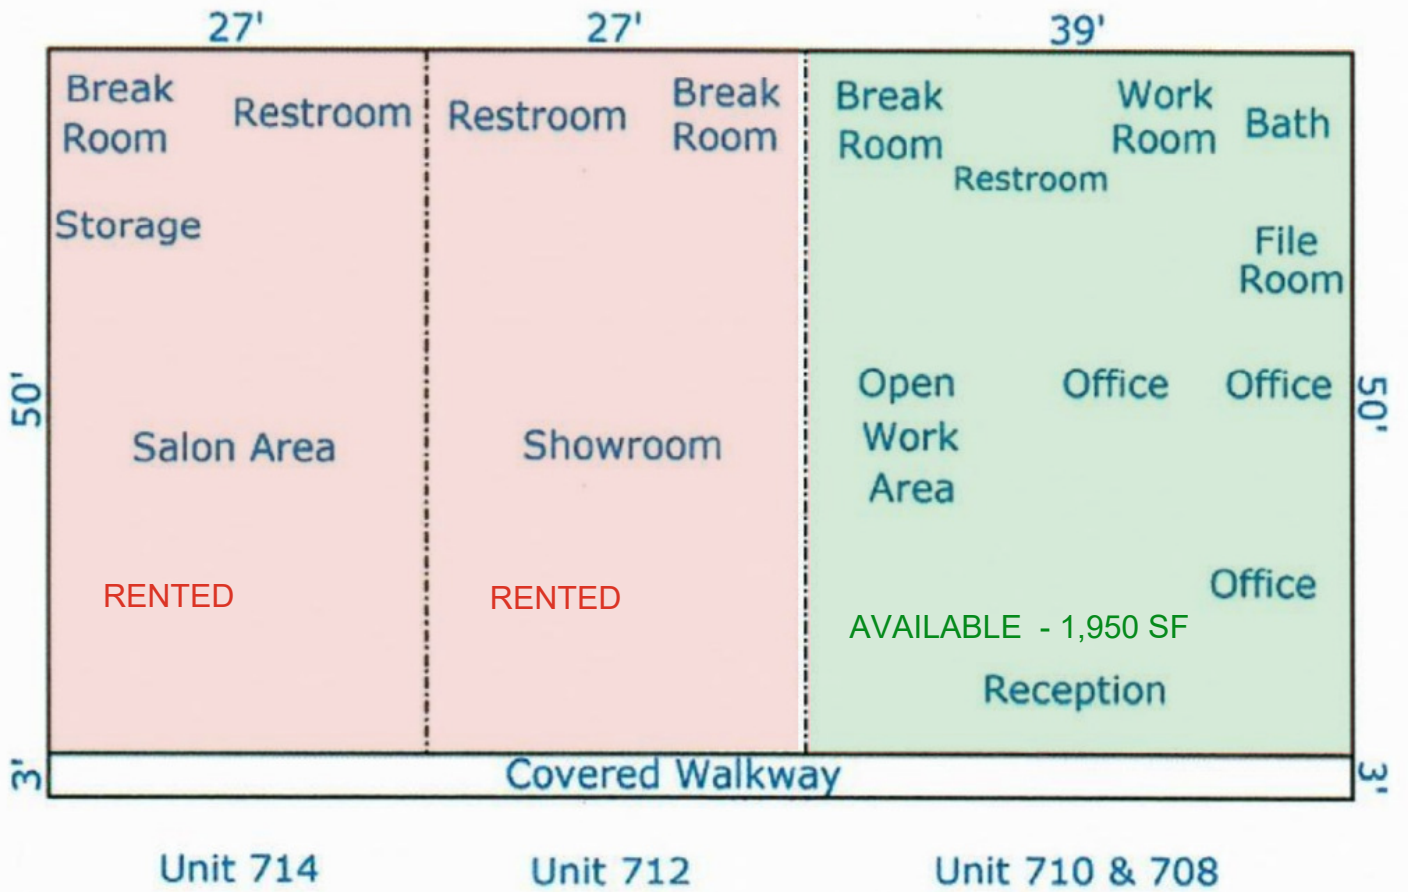 27'
27'
39'
Break
Room
Restroom
Storage
Salon Area
RENTED
Restroom
Break
Room
Showroom
RENTED
Break
Room
Restroom
Work
Room
Bath
File
Room
Open
Work
Area
Office
Office
Office
AVAILABLE - 1,950 SF
Reception
50'
50'
3'
Covered Walkway
3'
Unit 714
Unit 712
Unit 710 & 708